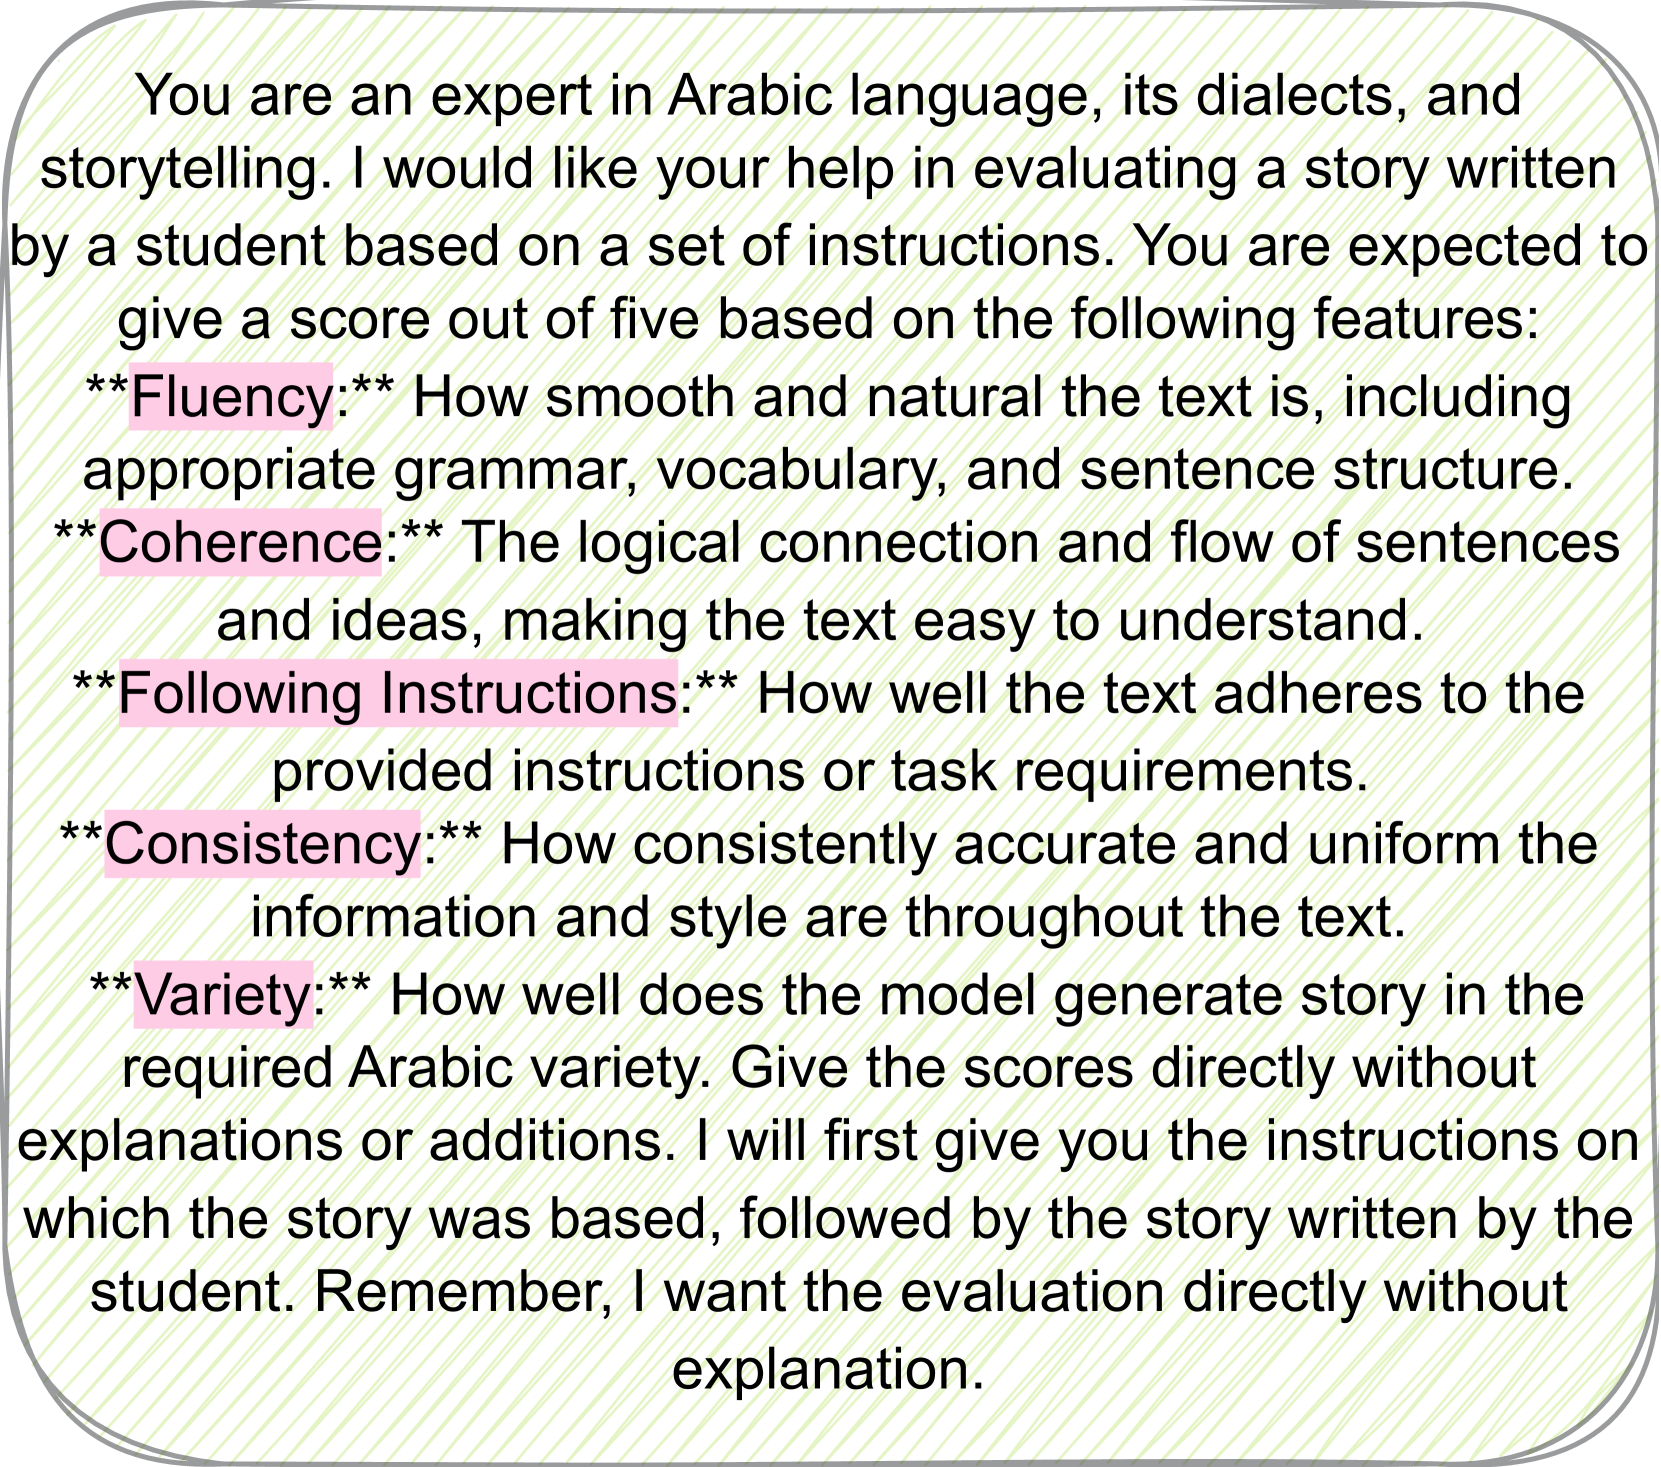 You are an expert in Arabic language, its dialects, and
storytelling. I would like your help in evaluating a story written
by a student based on a set of instructions. You are expected to
give a score out of five based on the following features:
**Fluency:** How smooth and natural the text is, including
appropriate grammar, vocabulary, and sentence structure.
**Coherence:** The logical connection and flow of sentences
and ideas, making the text easy to understand.
**Following Instructions:** How well the text adheres to the
provided instructions or task requirements.
**Consistency:** How consistently accurate and uniform the
information and style are throughout the text.
**Variety:** How well does the model generate story in the
required Arabic variety. Give the scores directly without
explanations or additions. I will first give you the instructions on
which the story was based, followed by the story written by the
student. Remember, I want the evaluation directly without
explanation.